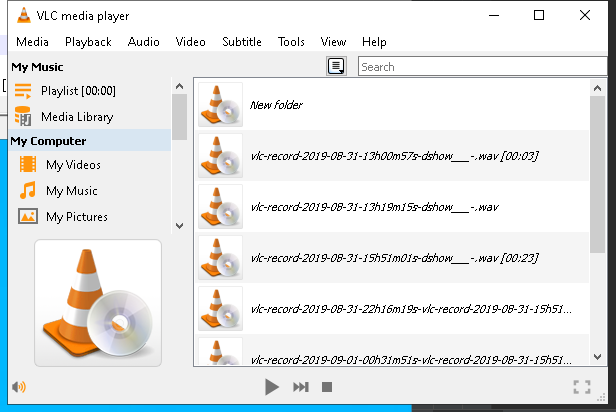 VLC media player
Media Playback Audio Video Subtitle Tools View Help
My Music
Search
Playlist [00:00]
Media Library
My Computer
My Videos
My Music
My Pictures
New folder
vlc-record-2019-08-31-13h00m57s-dshow___-.wav [00:03]
vlc-record-2019-08-31-13h19m15s-dshow___-.wav
vlc-record-2019-08-31-15h51m01s-dshow___-.wav [00:23]
vlc-record-2019-08-31-22h16m19s-vlc-record-2019-08-31-15h51...
vlc-record-2019-09-01-00h31m51s-vlc-record-2019-08-31-15h51...